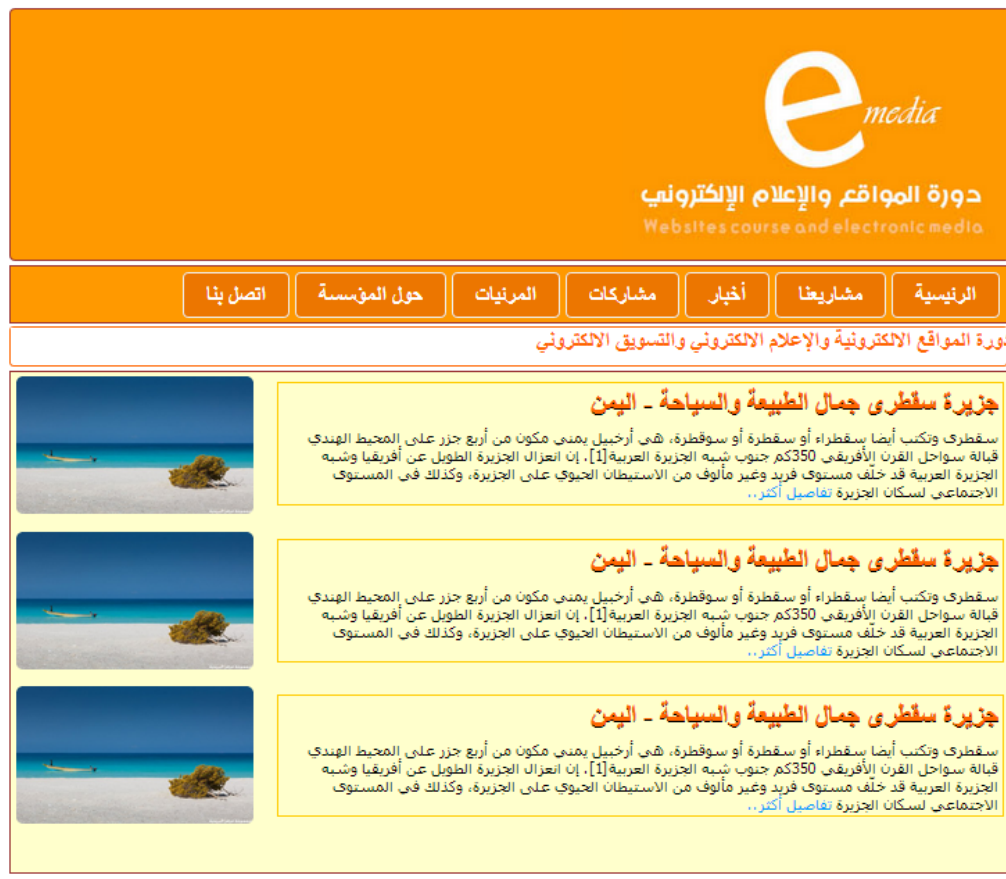 e media
دورة المواقع والإعلام الإلكتروني
Websites course and electronic media
الرئيسية مشاريعنا أخبار مشاركات المرئيات حول المؤسسة اتصل بنا
دورة المواقع الالكترونية والإعلام الالكتروني والتسويق الالكتروني
جزيرة سقطرى جمال الطبيعة والسياحة - اليمن
سقطرى وتكتب أيضا سقطراء أو سقطرة أو سوقطرة، هي أرخبيل يمني مكون من أربع جزر على المحيط الهندي
قبالة سواحل القرن الأفريقي 350كم جنوب شبه الجزيرة العربية[1]. إن انعزال الجزيرة الطويل عن أفريقيا وشبه
الجزيرة العربية قد خلّف مستوى فريد وغير مألوف من الاستيطان الحيوي على الجزيرة، وكذلك في المستوى
الاجتماعي لسكان الجزيرة تفاصيل أكثر..
جزيرة سقطرى جمال الطبيعة والسياحة - اليمن
سقطرى وتكتب أيضا سقطراء أو سقطرة أو سوقطرة، هي أرخبيل يمني مكون من أربع جزر على المحيط الهندي
قبالة سواحل القرن الأفريقي 350كم جنوب شبه الجزيرة العربية[1]. إن انعزال الجزيرة الطويل عن أفريقيا وشبه
الجزيرة العربية قد خلّف مستوى فريد وغير مألوف من الاستيطان الحيوي على الجزيرة، وكذلك في المستوى
الاجتماعي لسكان الجزيرة تفاصيل أكثر..
جزيرة سقطرى جمال الطبيعة والسياحة - اليمن
سقطرى وتكتب أيضا سقطراء أو سقطرة أو سوقطرة، هي أرخبيل يمني مكون من أربع جزر على المحيط الهندي
قبالة سواحل القرن الأفريقي 350كم جنوب شبه الجزيرة العربية[1]. إن انعزال الجزيرة الطويل عن أفريقيا وشبه
الجزيرة العربية قد خلّف مستوى فريد وغير مألوف من الاستيطان الحيوي على الجزيرة، وكذلك في المستوى
الاجتماعي لسكان الجزيرة تفاصيل أكثر..